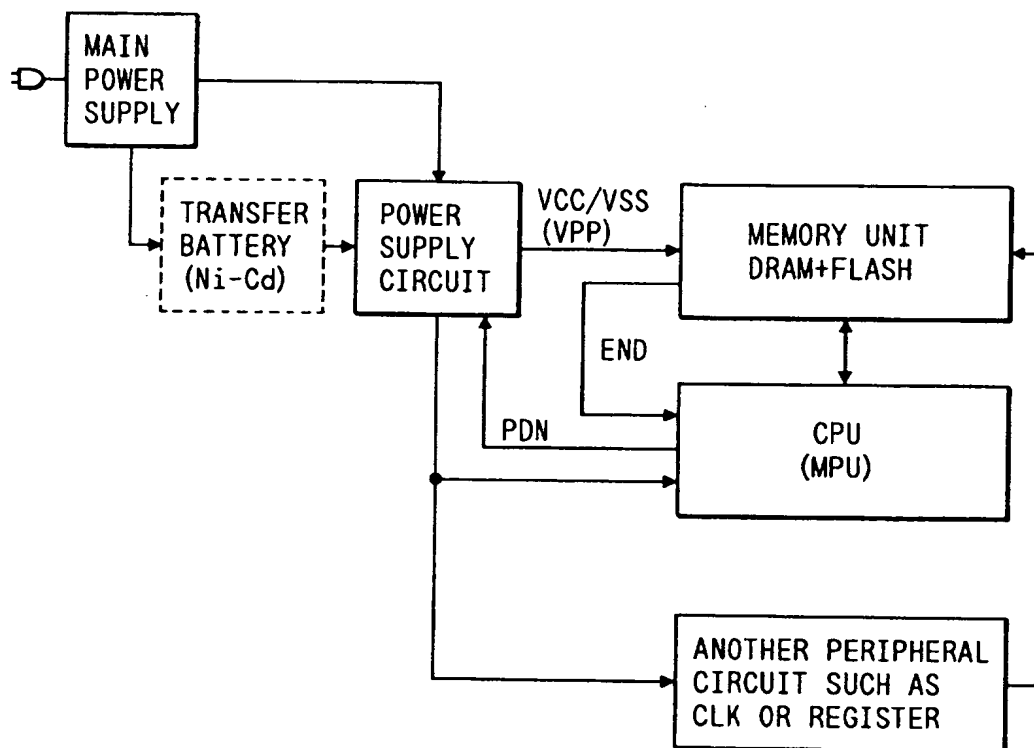 MAIN
POWER
SUPPLY
TRANSFER
BATTERY
(Ni-Cd)
POWER
SUPPLY
CIRCUIT
VCC/VSS
(VPP)
MEMORY UNIT
DRAM+FLASH
END
PDN
CPU
(MPU)
ANOTHER PERIPHERAL
CIRCUIT SUCH AS
CLK OR REGISTER